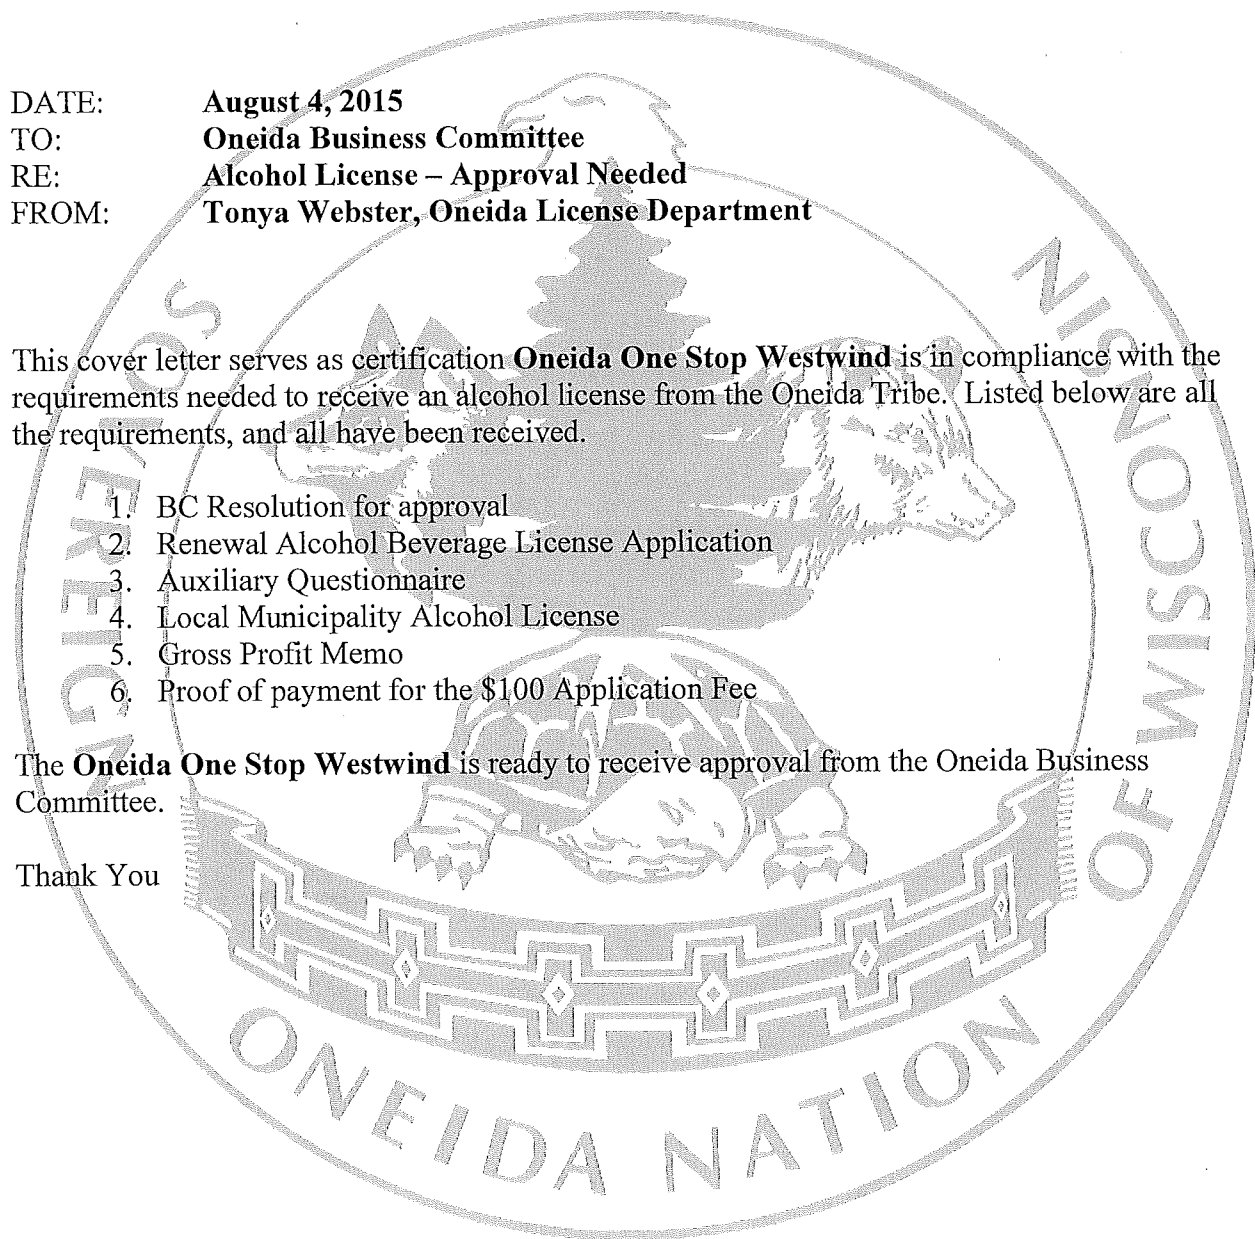 DATE: August 4, 2015
TO: Oneida Business Committee
RE: Alcohol License – Approval Needed
FROM: Tonya Webster, Oneida License Department
This cover letter serves as certification Oneida One Stop Westwind is in compliance with the
requirements needed to receive an alcohol license from the Oneida Tribe. Listed below are all
the requirements, and all have been received.
1. BC Resolution for approval
2. Renewal Alcohol Beverage License Application
3. Auxiliary Questionnaire
4. Local Municipality Alcohol License
5. Gross Profit Memo
6. Proof of payment for the $100 Application Fee
The Oneida One Stop Westwind is ready to receive approval from the Oneida Business
Committee.
Thank You
SOVEREIGN
ONEIDA NATION
OF WISCONSIN